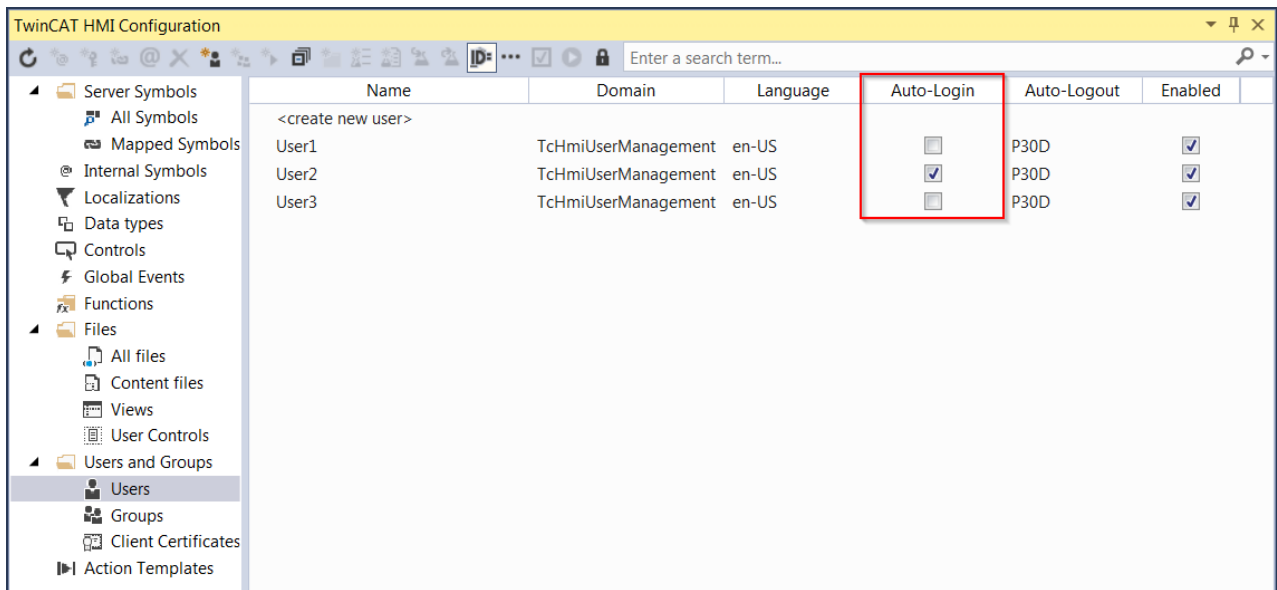 TwinCAT HMI Configuration
Enter a search term...
Server Symbols
All Symbols
Mapped Symbols
Internal Symbols
Localizations
Data types
Controls
Global Events
Functions
Files
All files
Content files
Views
User Controls
Users and Groups
Users
Groups
Client Certificates
Action Templates
Name Domain Language Auto-Login Auto-Logout Enabled
<create new user>
User1 TcHmiUserManagement en-US P30D
User2 TcHmiUserManagement en-US P30D
User3 TcHmiUserManagement en-US P30D